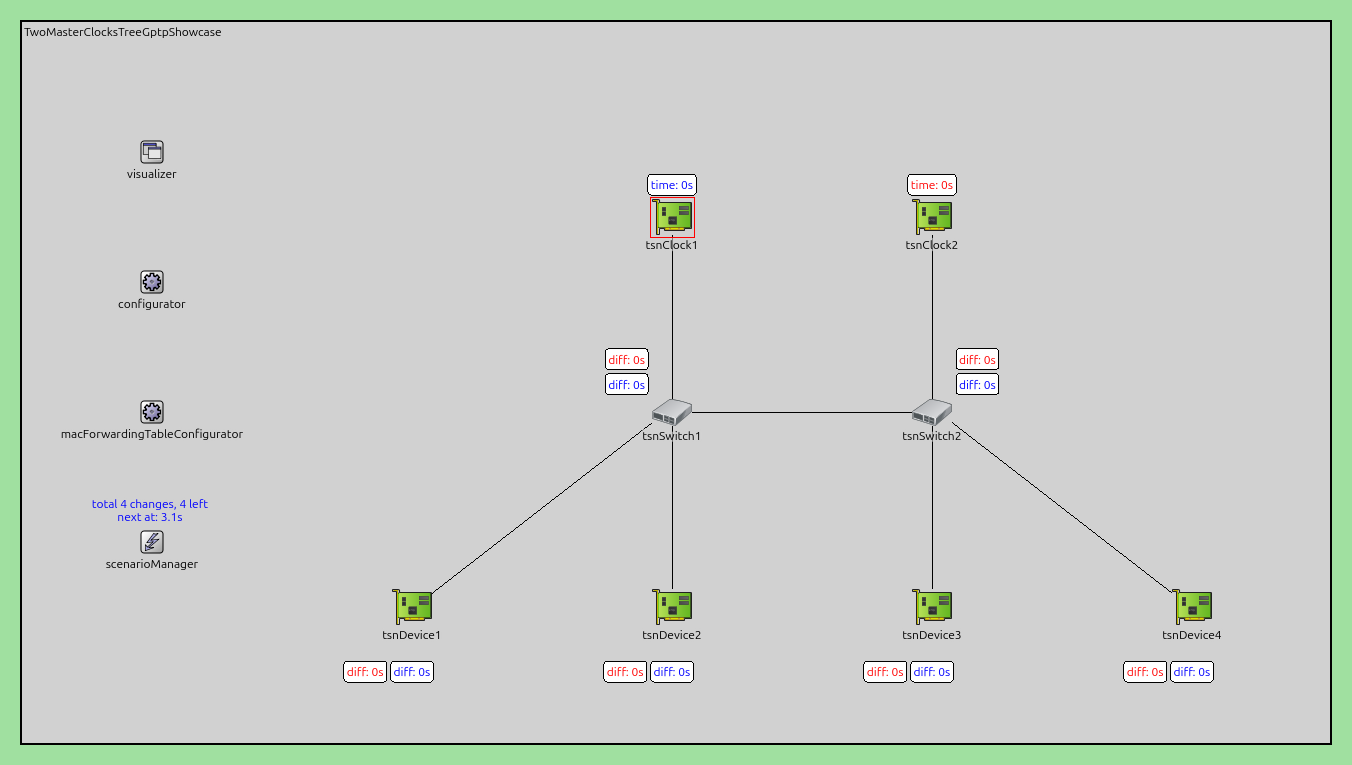 TwoMasterClocksTreeGptpShowcase
visualizer
time: 0s
time: 0s
tsnClock1
tsnClock2
configurator
diff: 0s
diff: 0s
diff: 0s
diff: 0s
macForwardingTableConfigurator
tsnSwitch1
tsnSwitch2
total 4 changes, 4 left
next at: 3.1s
scenarioManager
tsnDevice1
tsnDevice2
tsnDevice3
tsnDevice4
diff: 0s
diff: 0s
diff: 0s
diff: 0s
diff: 0s
diff: 0s
diff: 0s
diff: 0s